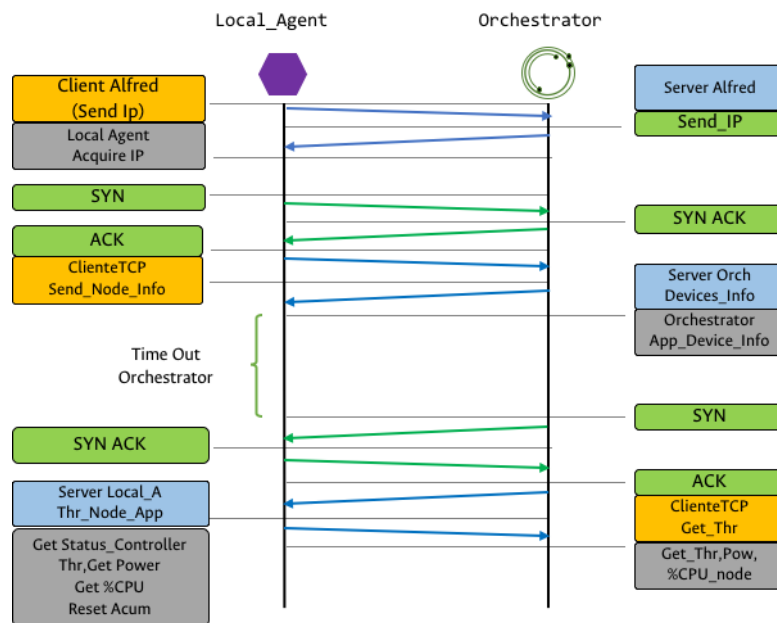 Local_Agent
Orchestrator
Client Alfred
(Send Ip)
Server Alfred
Send_IP
Local Agent
Acquire IP
SYN
SYN ACK
ACK
ClienteTCP
Send_Node_Info
Server Orch
Devices_Info
Orchestrator
App_Device_Info
Time Out
Orchestrator
SYN
SYN ACK
ACK
Server Local_A
Thr_Node_App
ClienteTCP
Get_Thr
Get Status_Controller
Thr,Get Power
Get %CPU
Reset Acum
Get_Thr,Pow,
%CPU_node